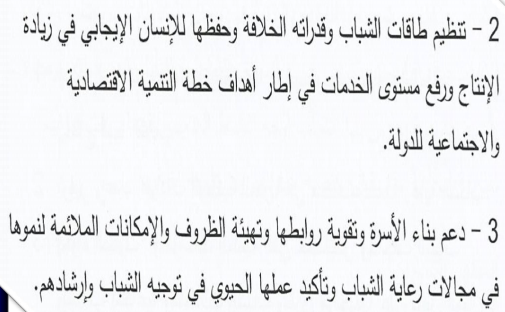 2 - تنظيم طاقات الشباب وقدراته الخلاقة وحفظها للإنسان الإيجابي في زيادة
الإنتاج ورفع مستوى الخدمات في إطار أهداف خطة التنمية الاقتصادية
والاجتماعية للدولة.
3 - دعم بناء الأسرة وتقوية روابطها وتهيئة الظروف والإمكانات الملائمة لنموها
في مجالات رعاية الشباب وتأكيد عملها الحيوي في توجيه الشباب وإرشادهم.